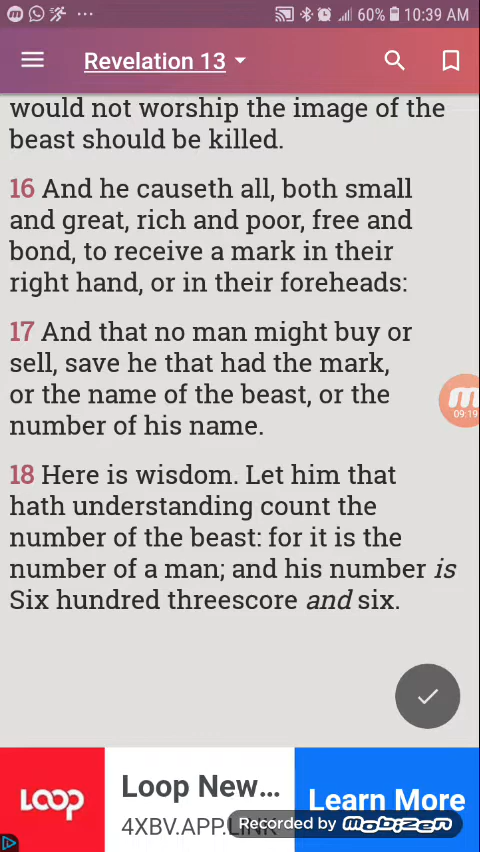 60% 10:39 AM
Revelation 13
would not worship the image of the
beast should be killed.
16 And he causeth all, both small
and great, rich and poor, free and
bond, to receive a mark in their
right hand, or in their foreheads:
17 And that no man might buy or
sell, save he that had the mark,
or the name of the beast, or the
number of his name.
09:19
18 Here is wisdom. Let him that
hath understanding count the
number of the beast: for it is the
number of a man; and his number is
Six hundred threescore and six.
LOOP
Loop New...
Learn More
4XBV.APP.LINK
Recorded by mobizen